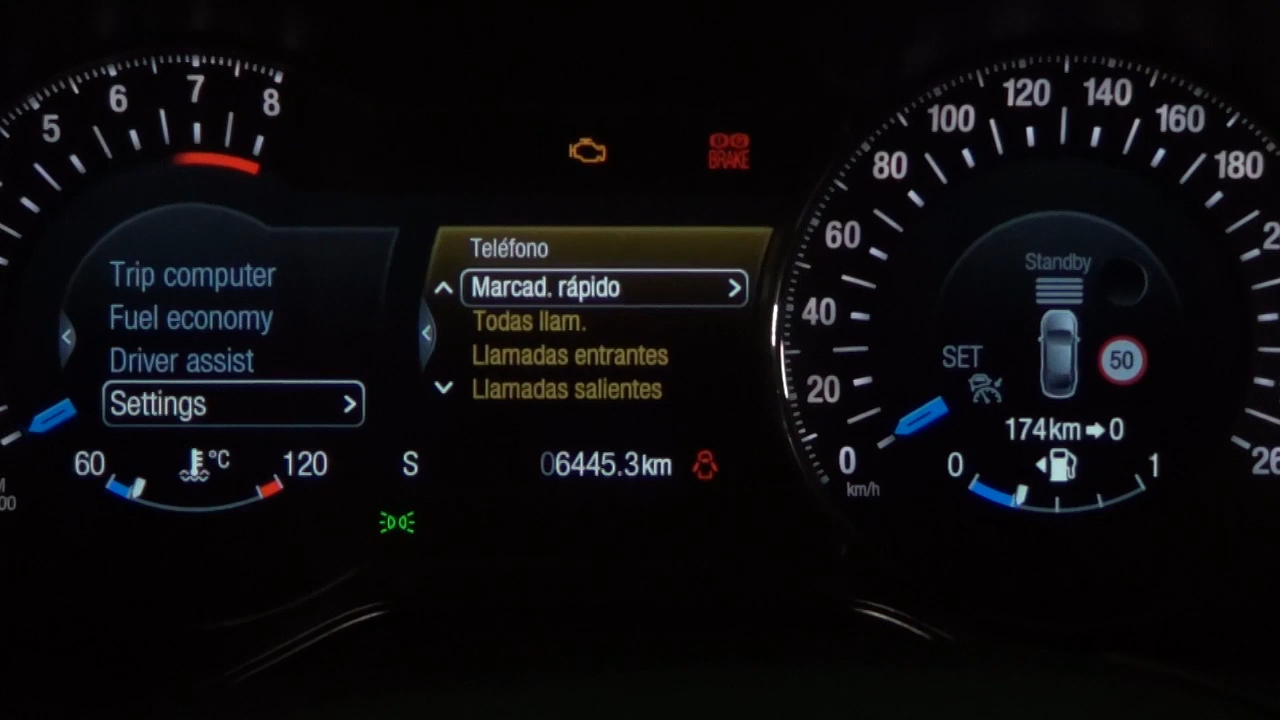 5
6
7
8
Trip computer
Fuel economy
Driver assist
Settings
60
°C
120
Teléfono
Marcad. rápido
Todas llam.
Llamadas entrantes
Llamadas salientes
S
06445.3km
BRAKE
0
20
40
60
80
100
120
140
160
180
km/h
Standby
SET
50
174km→0
0
1